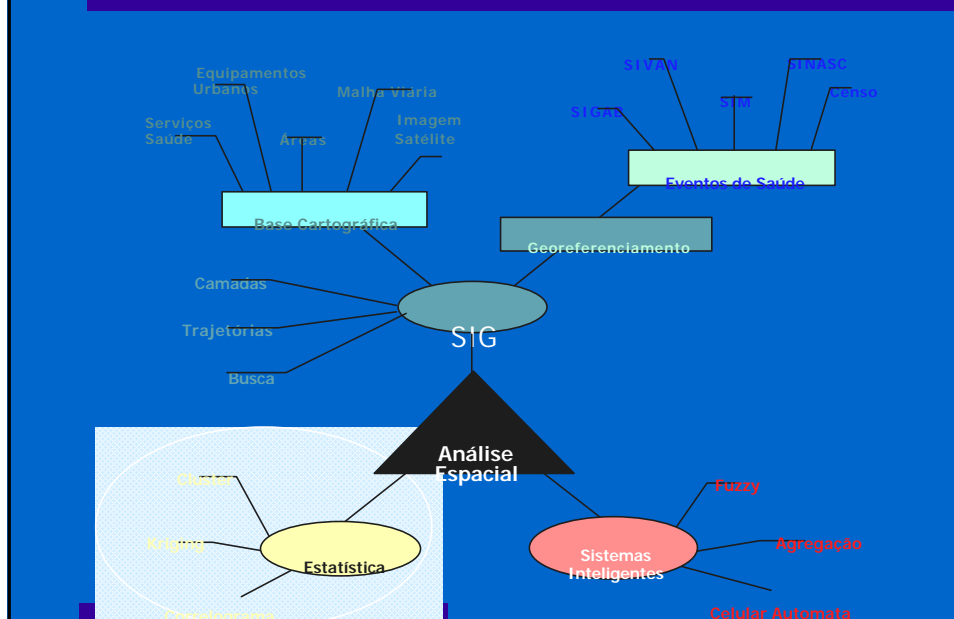 Equipamentos
Urbanos
Malha Viária
Serviços
Saúde
Áreas
Imagem
Satelite
Base Cartográfica
SIVAN
SINASC
SIGAB
SIM
Censo
Eventos de Saúde
Georeferenciamento
Camadas
Trajetórias
Busca
SIG
Análise
Espacial
Cluster
Kriging
Estatística
Fuzzy
Agregação
Sistemas
Inteligentes
Celular Automata